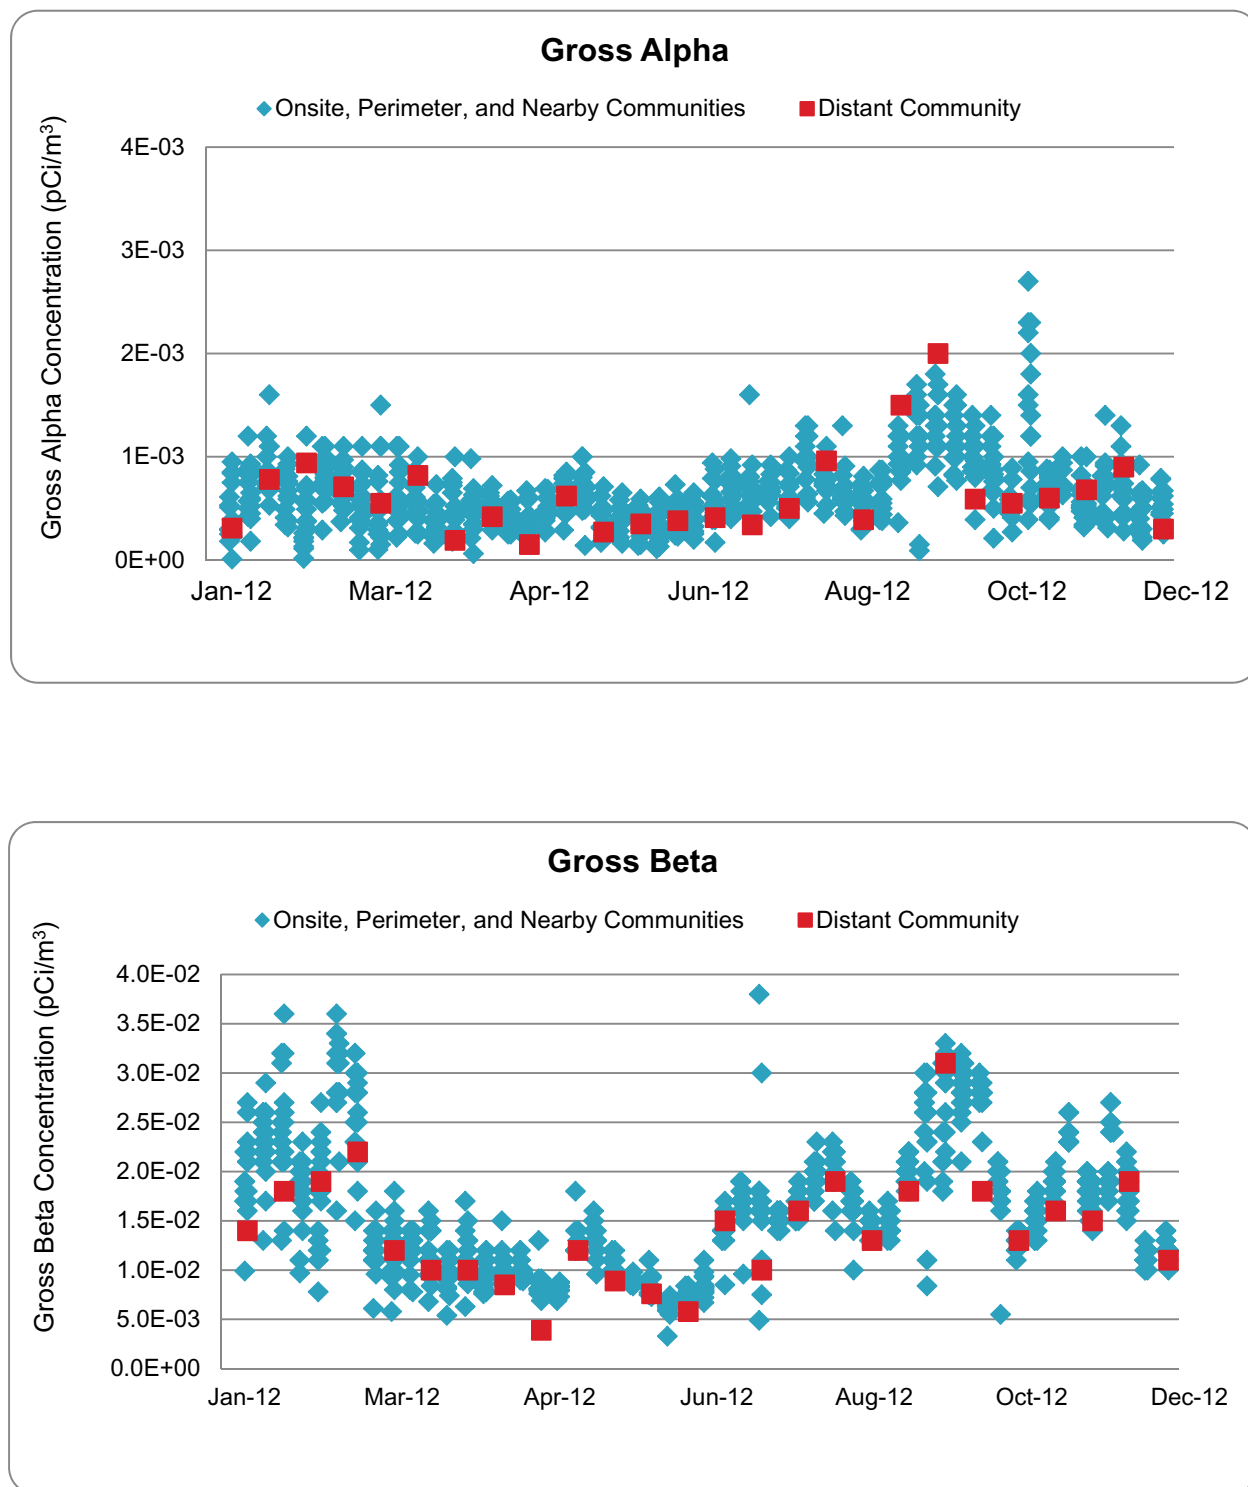 Gross Alpha
Onsite, Perimeter, and Nearby Communities Distant Community
Gross Alpha Concentration (pCi/m³)
4E-03
3E-03
2E-03
1E-03
0E+00
Jan-12 Mar-12 Apr-12 Jun-12 Aug-12 Oct-12 Dec-12
Gross Beta
Onsite, Perimeter, and Nearby Communities Distant Community
Gross Beta Concentration (pCi/m³)
4.0E-02
3.5E-02
3.0E-02
2.5E-02
2.0E-02
1.5E-02
1.0E-02
5.0E-03
0.0E+00
Jan-12 Mar-12 Apr-12 Jun-12 Aug-12 Oct-12 Dec-12